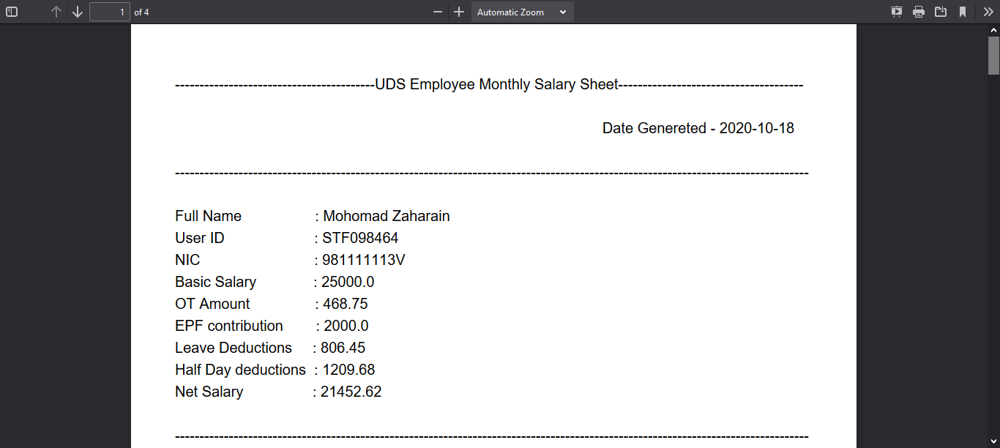 1 of 4 Automatic Zoom
----------------------------------------UDS Employee Monthly Salary Sheet-------------------------------------
Date Genereted - 2020-10-18
--------------------------------------------------------------------------------------------------------------------------------
Full Name : Mohomad Zaharain
User ID : STF098464
NIC : 981111113V
Basic Salary : 25000.0
OT Amount : 468.75
EPF contribution : 2000.0
Leave Deductions : 806.45
Half Day deductions : 1209.68
Net Salary : 21452.62
--------------------------------------------------------------------------------------------------------------------------------